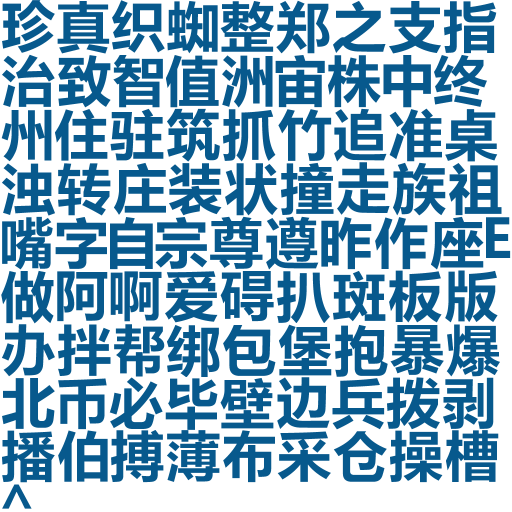 珍真织蜘整郑之支指
治致智值洲宙株中终
州住驻筑抓竹追准桌
浊转庄装状撞走族祖
嘴字自宗尊遵昨作座E
做阿啊爱碍扒斑板版
办拌帮绑包堡抱暴爆
北币必毕壁边兵拨剥
播伯搏薄布采仓操槽
^